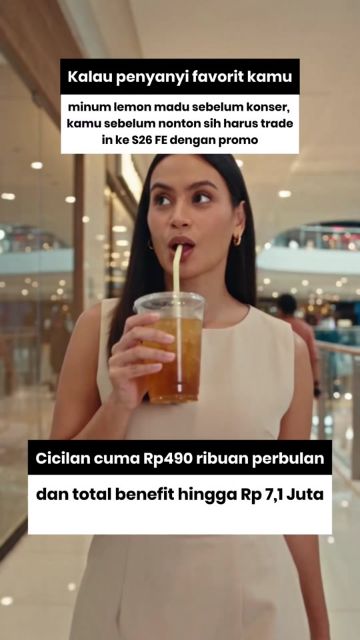 Kalau penyanyi favorit kamu
minum lemon madu sebelum konser,
kamu sebelum nonton sih harus trade
in ke S26 FE dengan promo
Cicilan cuma Rp490 ribuan perbulan
dan total benefit hingga Rp 7,1 Juta